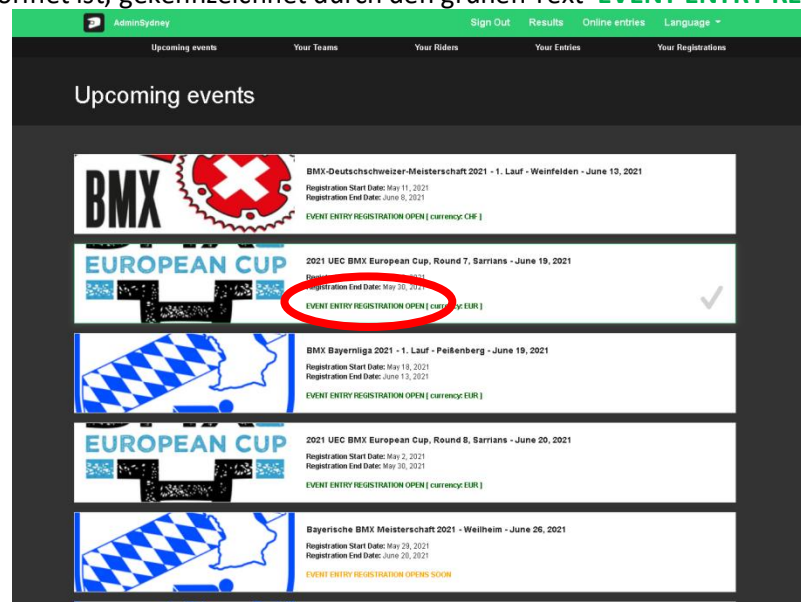 ist, gekennzeichnet durch den grünen Text EVENT ENTRY RE
AdminSydney Sign Out Results Online entries Language
Upcoming events Your Teams Your Riders Your Entries Your Registrations
Upcoming events
BMX
BMX-Deutschschweizer-Meisterschaft 2021 - 1. Lauf - Weinfelden - June 13, 2021
Registration Start Date: May 11, 2021
Registration End Date: June 8, 2021
EVENT ENTRY REGISTRATION OPEN [ currency: CHF ]
EUROPEAN CUP
2021 UEC BMX European Cup, Round 7, Sarrians - June 19, 2021
2021
Registration End Date: May 30, 2021
EVENT ENTRY REGISTRATION OPEN [ currency: EUR ]
BMX Bayernliga 2021 - 1. Lauf - Peißenberg - June 19, 2021
Registration Start Date: May 18, 2021
Registration End Date: June 13, 2021
EVENT ENTRY REGISTRATION OPEN [ currency: EUR ]
EUROPEAN CUP
2021 UEC BMX European Cup, Round 8, Sarrians - June 20, 2021
Registration Start Date: May 2, 2021
Registration End Date: May 30, 2021
EVENT ENTRY REGISTRATION OPEN [ currency: EUR ]
Bayerische BMX Meisterschaft 2021 - Weilheim - June 26, 2021
Registration Start Date: May 29, 2021
Registration End Date: June 20, 2021
EVENT ENTRY REGISTRATION OPENS SOON